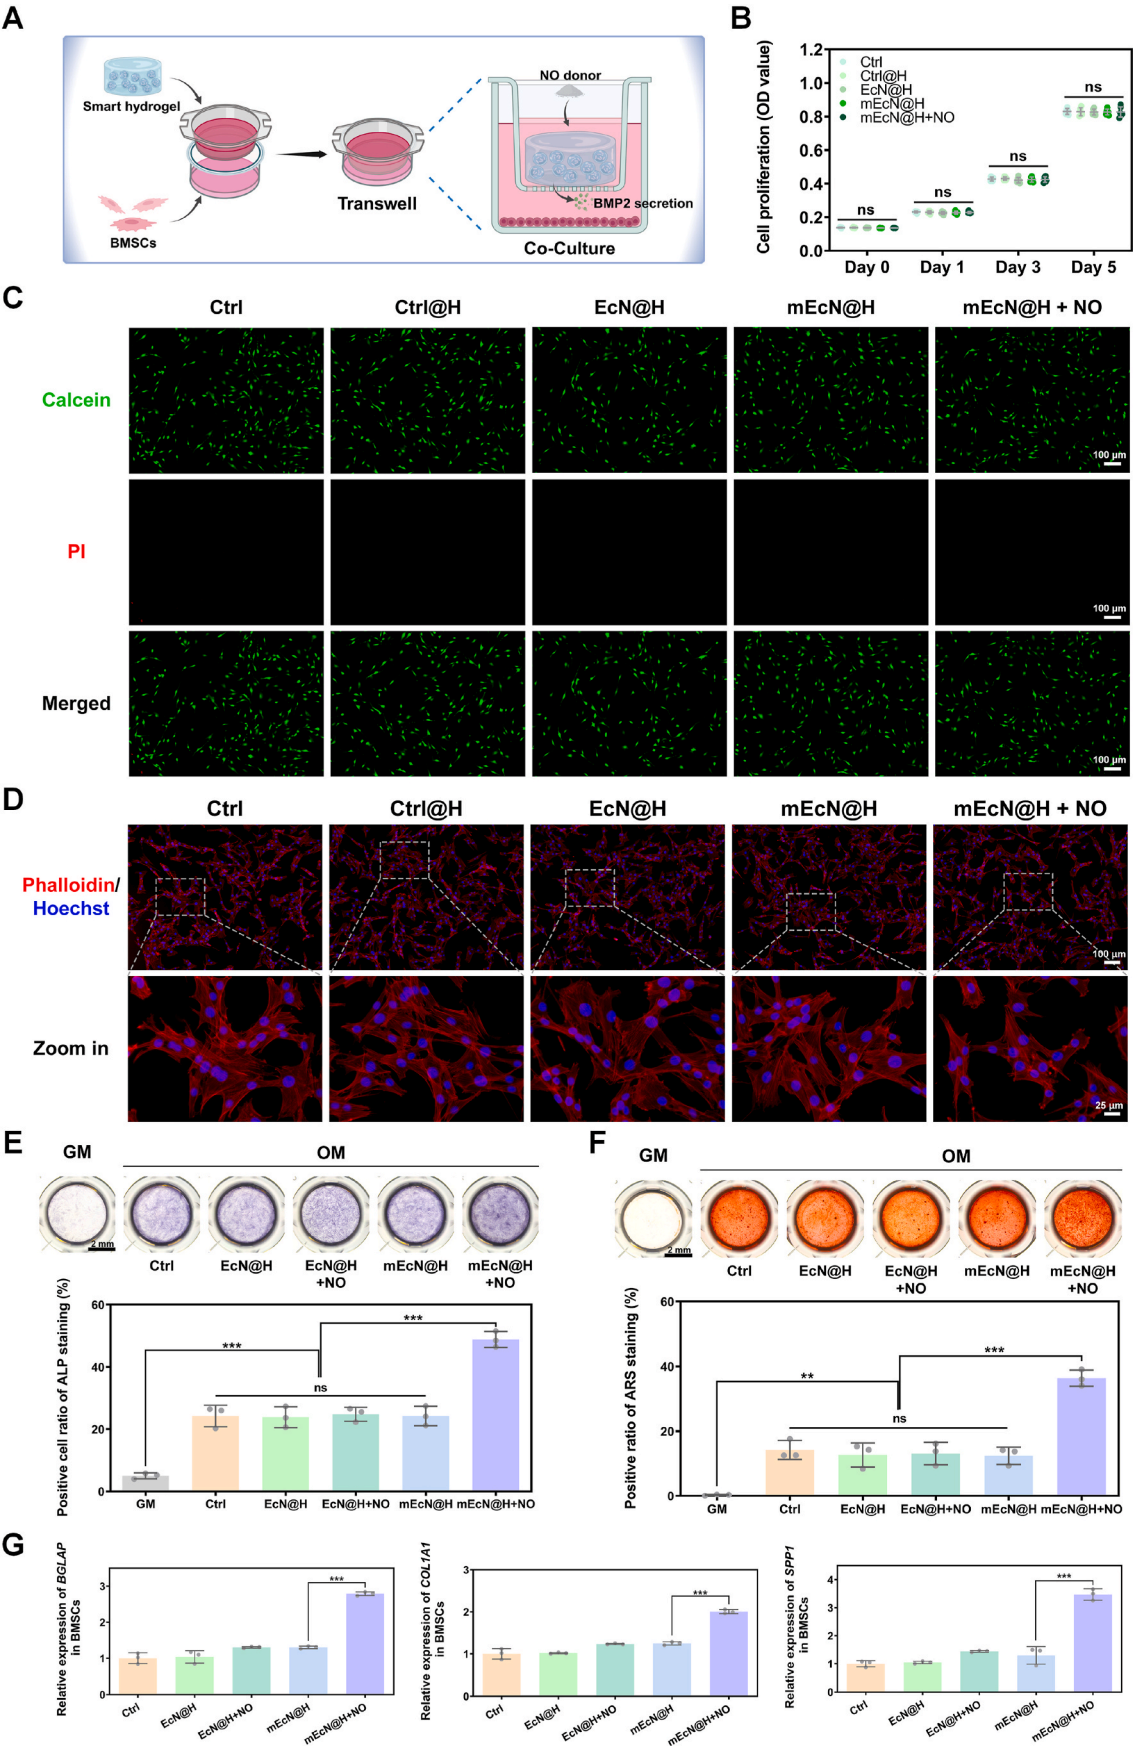 A
Smart hydrogel
BMSCs
Transwell
NO donor
BMP2 secretion
Co-Culture
B
Cell proliferation (OD value)
1.2
1.0
0.8
0.6
0.4
0.2
0.0
Ctrl
Ctrl@H
EcN@H
mEcN@H
mEcN@H+NO
ns
ns
ns
ns
Day 0 Day 1 Day 3 Day 5
C
Ctrl Ctrl@H EcN@H mEcN@H mEcN@H + NO
Calcein
100 µm
PI
100 µm
Merged
100 µm
D
Ctrl Ctrl@H EcN@H mEcN@H mEcN@H + NO
Phalloidin/
Hoechst
100 µm
Zoom in
25 µm
E
GM OM
2 mm
Ctrl EcN@H EcN@H +NO mEcN@H mEcN@H +NO
Positive cell ratio of ALP staining (%)
60
40
20
0
***
***
ns
GM Ctrl EcN@H EcN@H+NO mEcN@H mEcN@H+NO
F
GM OM
2 mm
Ctrl EcN@H EcN@H +NO mEcN@H mEcN@H +NO
Positive ratio of ARS staining (%)
60
40
20
0
**
***
ns
GM Ctrl EcN@H EcN@H+NO mEcN@H mEcN@H+NO
G
Relative expression of BGLAP
in BMSCs
3
2
1
0
***
Ctrl EcN@H EcN@H+NO mEcN@H mEcN@H+NO
Relative expression of COL1A1
in BMSCs
3
2
1
0
***
Ctrl EcN@H EcN@H+NO mEcN@H mEcN@H+NO
Relative expression of SPP1
in BMSCs
4
3
2
1
0
***
Ctrl EcN@H EcN@H+NO mEcN@H mEcN@H+NO